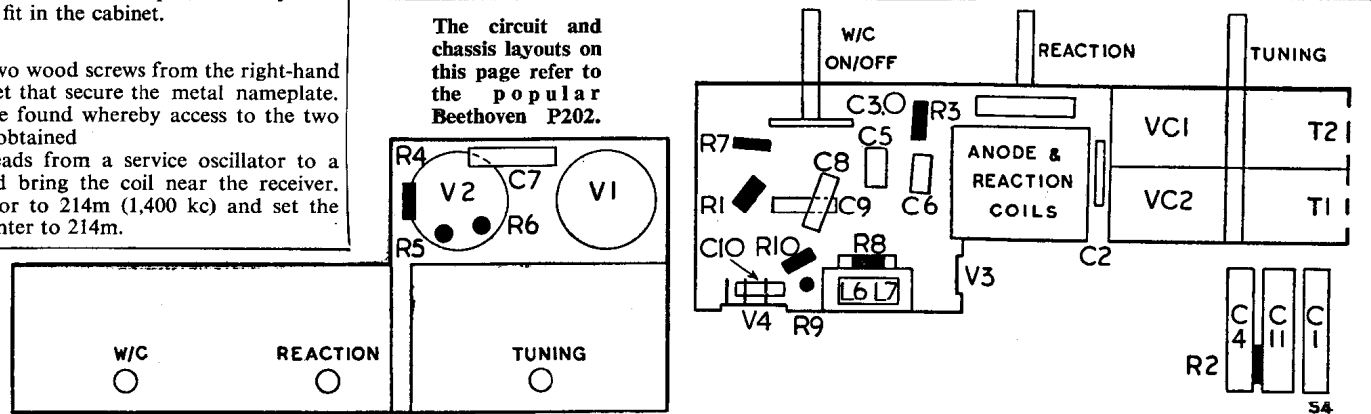 fit in the cabinet.
wo wood screws from the right-hand
et that secure the metal nameplate.
e found whereby access to the two
obtained
eads from a service oscillator to a
d bring the coil near the receiver.
or to 214m (1,400 kc) and set the
nter to 214m.
The circuit and
chassis layouts on
this page refer to
the popular
Beethoven P202.
R4
V2
C7
V1
R6
R5
W/C
REACTION
TUNING
W/C
ON/OFF
REACTION
TUNING
C3
R3
R7
C5
C8
R1
C9
C6
ANODE &
REACTION
COILS
VC1
T2
VC2
T1
C2
C10
R10
R8
L6 L7
V3
V4
R9
R2
C4
C11
C1
54